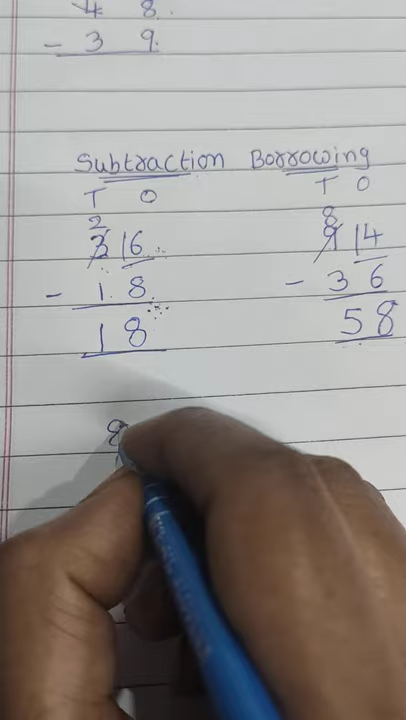 4 8
- 3 9
Subtraction Borrowing
T O T O
2 8
3 16 9 14
- 1 8 - 3 6
1 8 5 8
8